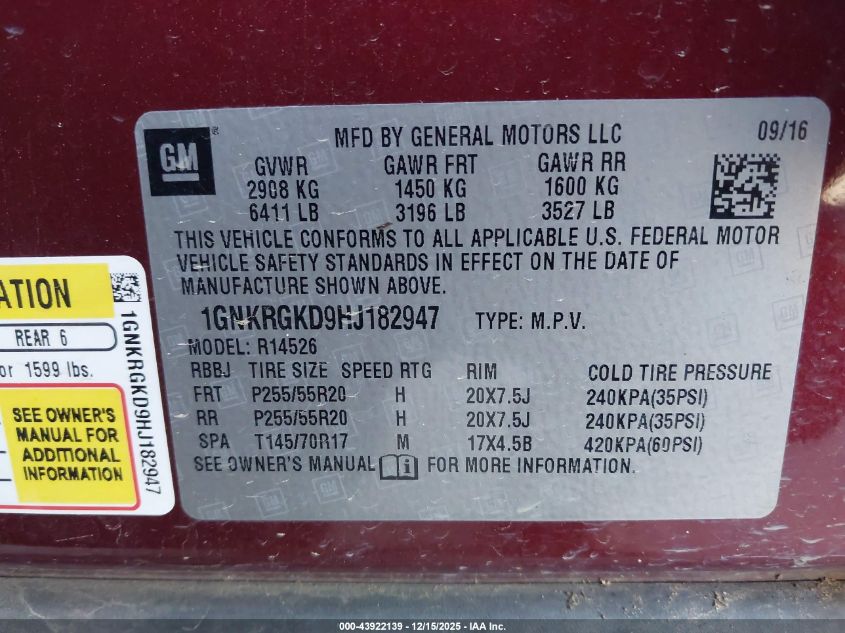 GM
®
MFD BY GENERAL MOTORS LLC 09/16
GVWR GAWR FRT GAWR RR
2908 KG 1450 KG 1600 KG
6411 LB 3196 LB 3527 LB
THIS VEHICLE CONFORMS TO ALL APPLICABLE U.S. FEDERAL MOTOR
VEHICLE SAFETY STANDARDS IN EFFECT ON THE DATE OF
MANUFACTURE SHOWN ABOVE.
1GNKRGKD9HJ182947 TYPE: M.P.V.
MODEL: R14526
RBBJ TIRE SIZE SPEED RTG RIM COLD TIRE PRESSURE
FRT P255/55R20 H 20X7.5J 240KPA(35PSI)
RR P255/55R20 H 20X7.5J 240KPA(35PSI)
SPA T145/70R17 M 17X4.5B 420KPA(60PSI)
SEE OWNER'S MANUAL FOR MORE INFORMATION.
ATION
REAR 6
or 1599 lbs.
SEE OWNER'S
MANUAL FOR
ADDITIONAL
INFORMATION
1GNKRGKD9HJ182947
000-43922139 - 12/15/2025 - IAA Inc.